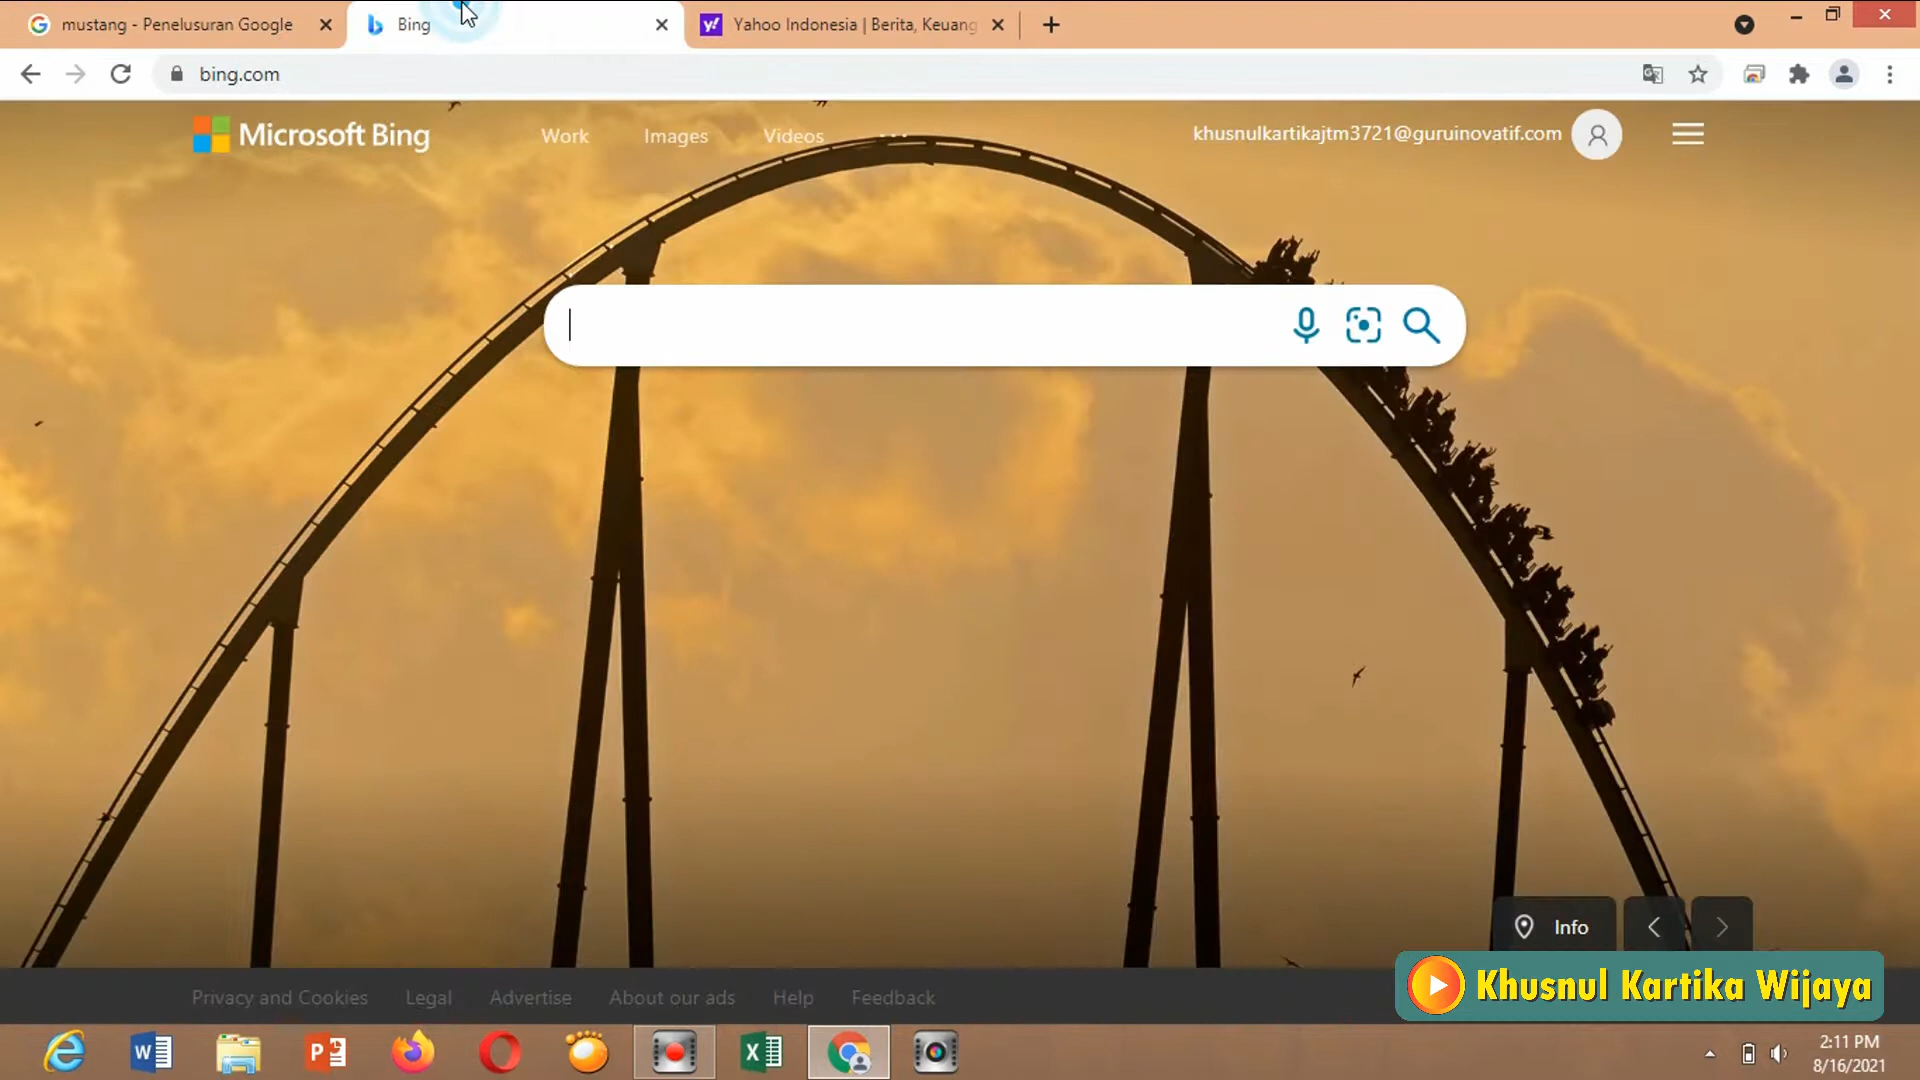 mustang - Penelusuran Google
Bing
Yahoo Indonesia | Berita, Keuang
bing.com
Microsoft Bing
Work
Images
Videos
...
khusnulkartikajtm3721@guruinovatif.com
Info
Khusnul Kartika Wijaya
Privacy and Cookies
Legal
Advertise
About our ads
Help
Feedback
2:11 PM
8/16/2021